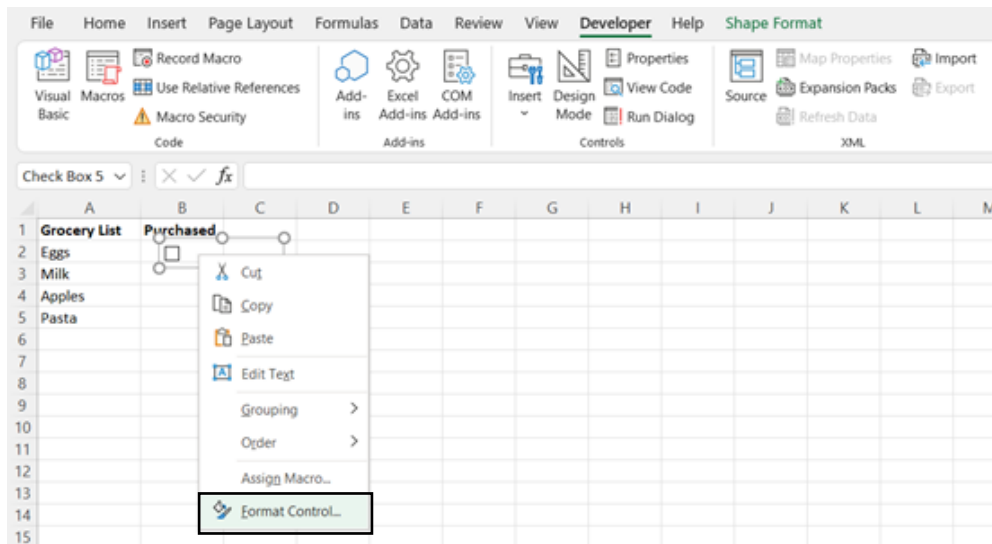 File Home Insert Page Layout Formulas Data Review View Developer Help Shape Format
Visual Basic
Macros
Record Macro
Use Relative References
Macro Security
Code
Add-ins
Excel Add-ins
COM Add-ins
Add-ins
Insert
Design Mode
Properties
View Code
Run Dialog
Controls
Source
Map Properties
Expansion Packs
Refresh Data
Import
Export
XML
Check Box 5 fx
A B C D E F G H I J K L M
1 Grocery List Purchased
2 Eggs
3 Milk
4 Apples
5 Pasta
6
7
8
9
10
11
12
13
14
15
Cut
Copy
Paste
Edit Text
Grouping
Order
Assign Macro...
Format Control...